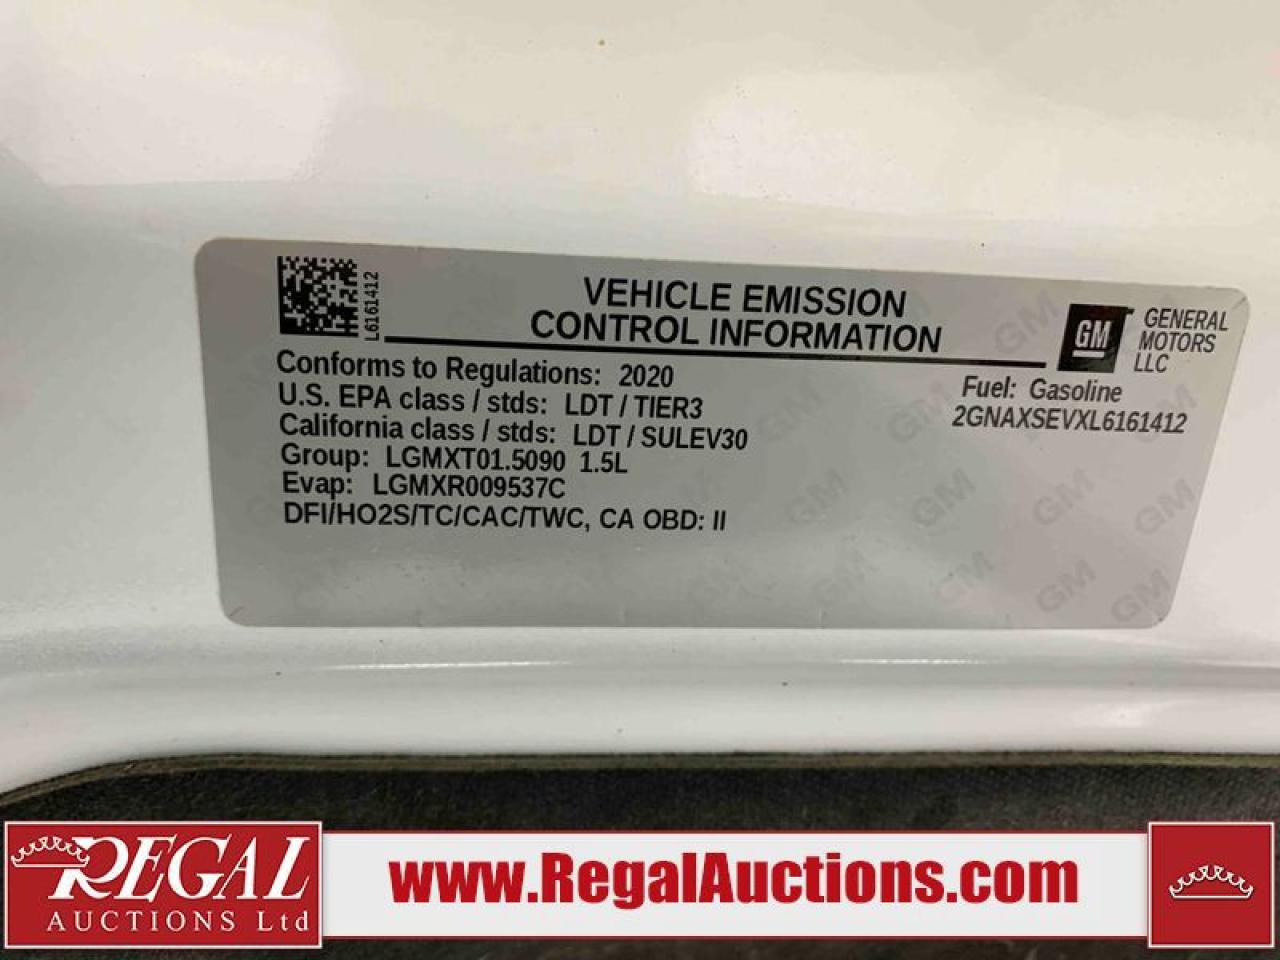 L6161412
VEHICLE EMISSION
CONTROL INFORMATION
GM
GENERAL
MOTORS
LLC
Conforms to Regulations: 2020
U.S. EPA class / stds: LDT / TIER3
California class / stds: LDT / SULEV30
Group: LGMXT01.5090 1.5L
Evap: LGMXR009537C
DFI/HO2S/TC/CAC/TWC, CA OBD: II
Fuel: Gasoline
2GNAXSEVXL6161412
REGAL
AUCTIONS Ltd
www.RegalAuctions.com